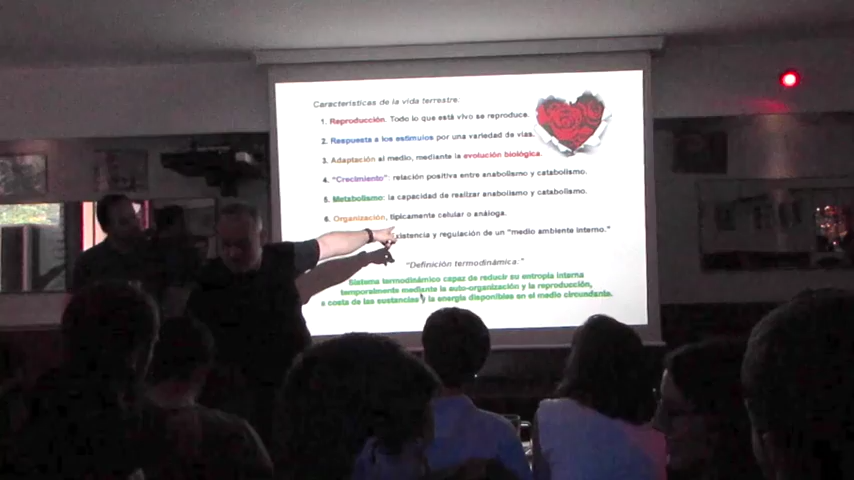 Características de la vida terrestre:
1. Reproducción. Todo lo que está vivo se reproduce.
2. Respuesta a los estímulos por una variedad de vías.
3. Adaptación al medio, mediante la evolución biológica.
4. “Crecimiento”: relación positiva entre anabolismo y catabolismo.
5. Metabolismo: la capacidad de realizar anabolismo y catabolismo.
6. Organización, típicamente celular o análoga.
y regulación de un “medio ambiente interno.”
“Definición termodinámica:”
Sistema termodinámico capaz de reducir su entropía interna
temporalmente mediante la auto-organización y la reproducción,
a costa de las sustancias y la energía disponibles en el medio circundante.